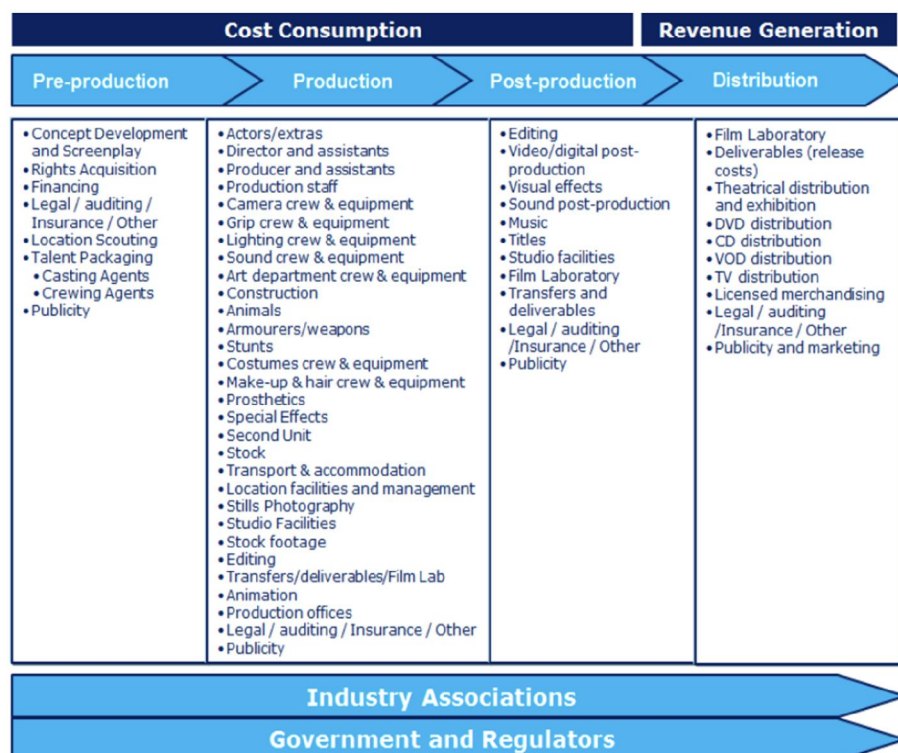 Cost Consumption
Revenue Generation
Pre-production
Production
Post-production
Distribution
• Concept Development
and Screenplay
• Rights Acquisition
• Financing
• Legal / auditing /
Insurance / Other
• Location Scouting
• Talent Packaging
• Casting Agents
• Crewing Agents
• Publicity
• Actors/extras
• Director and assistants
• Producer and assistants
• Production staff
• Camera crew & equipment
• Grip crew & equipment
• Lighting crew & equipment
• Sound crew & equipment
• Art department crew & equipment
• Construction
• Animals
• Armourers/weapons
• Stunts
• Costumes crew & equipment
• Make-up & hair crew & equipment
• Prosthetics
• Special Effects
• Second Unit
• Stock
• Transport & accommodation
• Location facilities and management
• Stills Photography
• Studio Facilities
• Stock footage
• Editing
• Transfers/deliverables/Film Lab
• Animation
• Production offices
• Legal / auditing / Insurance / Other
• Publicity
• Editing
• Video/digital post-
production
• Visual effects
• Sound post-production
• Music
• Titles
• Studio facilities
• Film Laboratory
• Transfers and
deliverables
• Legal / auditing
/Insurance / Other
• Publicity
• Film Laboratory
• Deliverables (release
costs)
• Theatrical distribution
and exhibition
• DVD distribution
• CD distribution
• VOD distribution
• TV distribution
• Licensed merchandising
• Legal / auditing
/Insurance / Other
• Publicity and marketing
Industry Associations
Government and Regulators